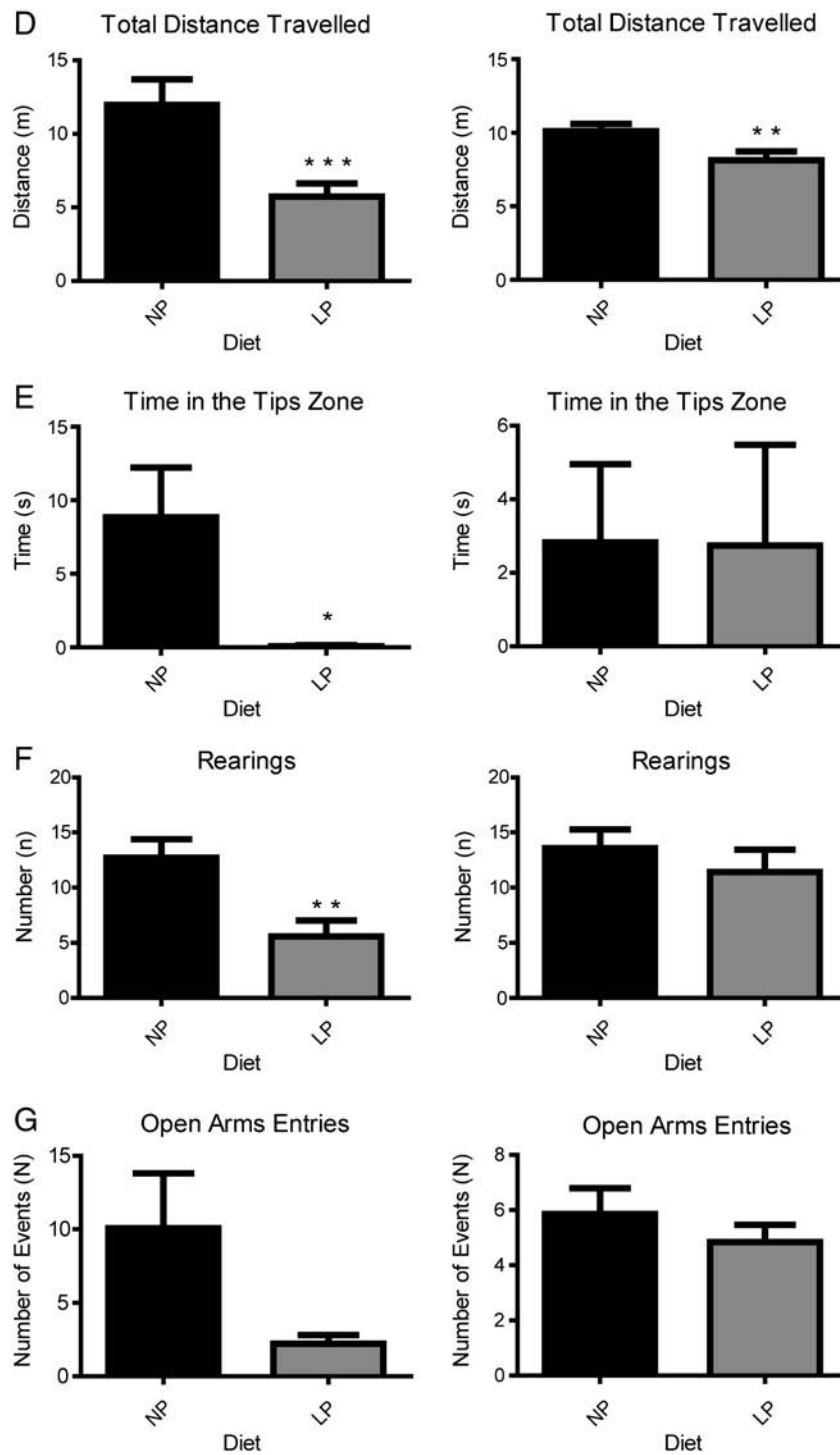 D
Total Distance Travelled
Distance (m)
15
10
5
0
* * *
NP
LP
Diet
Total Distance Travelled
Distance (m)
15
10
5
0
* *
NP
LP
Diet
E
Time in the Tips Zone
Time (s)
15
10
5
0
*
NP
LP
Diet
Time in the Tips Zone
Time (s)
6
4
2
0
NP
LP
Diet
F
Rearings
Number (n)
20
15
10
5
0
* *
NP
LP
Diet
Rearings
Number (n)
20
15
10
5
0
NP
LP
Diet
G
Open Arms Entries
Number of Events (N)
15
10
5
0
NP
LP
Diet
Open Arms Entries
Number of Events (N)
8
6
4
2
0
NP
LP
Diet